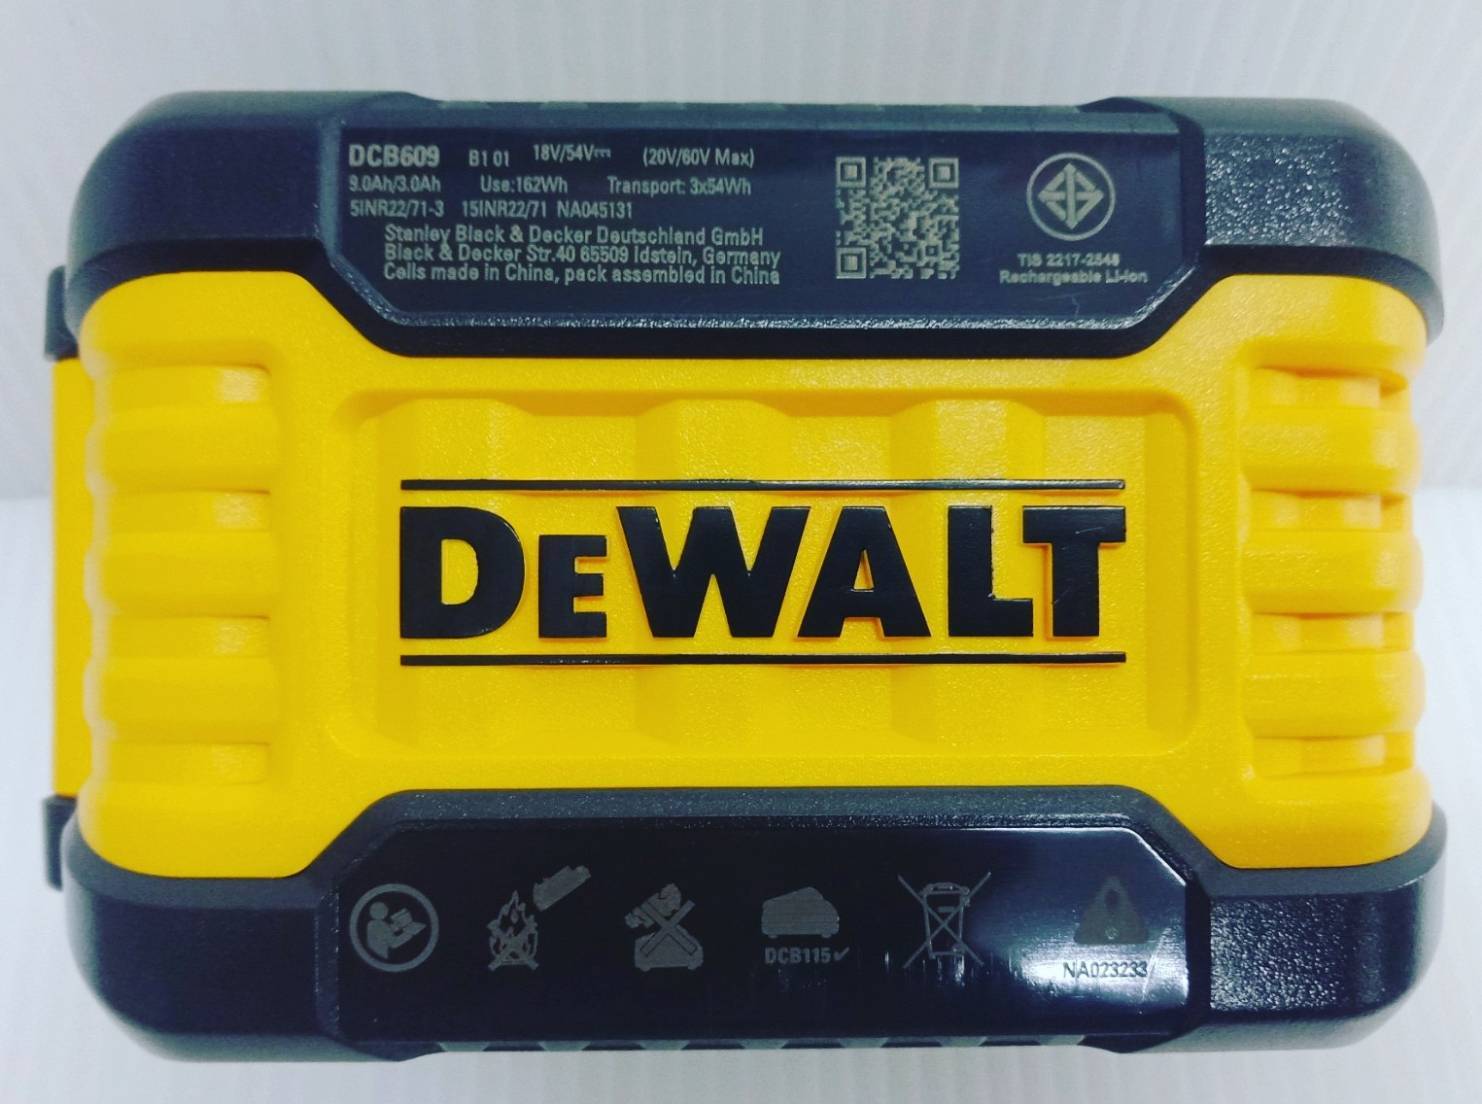 DCB609 B1 01 18V/54V⎓ (20V/60V Max)
9.0Ah/3.0Ah Use:162Wh Transport: 3x54Wh
5INR22/71-3 15INR22/71 NA045131
Stanley Black & Decker Deutschland GmbH
Black & Decker Str.40 65509 Idstein, Germany
Cells made in China, pack assembled in China
TIS 2217-2548
Rechargeable Li-Ion
DEWALT
DCB115✓
NA023233